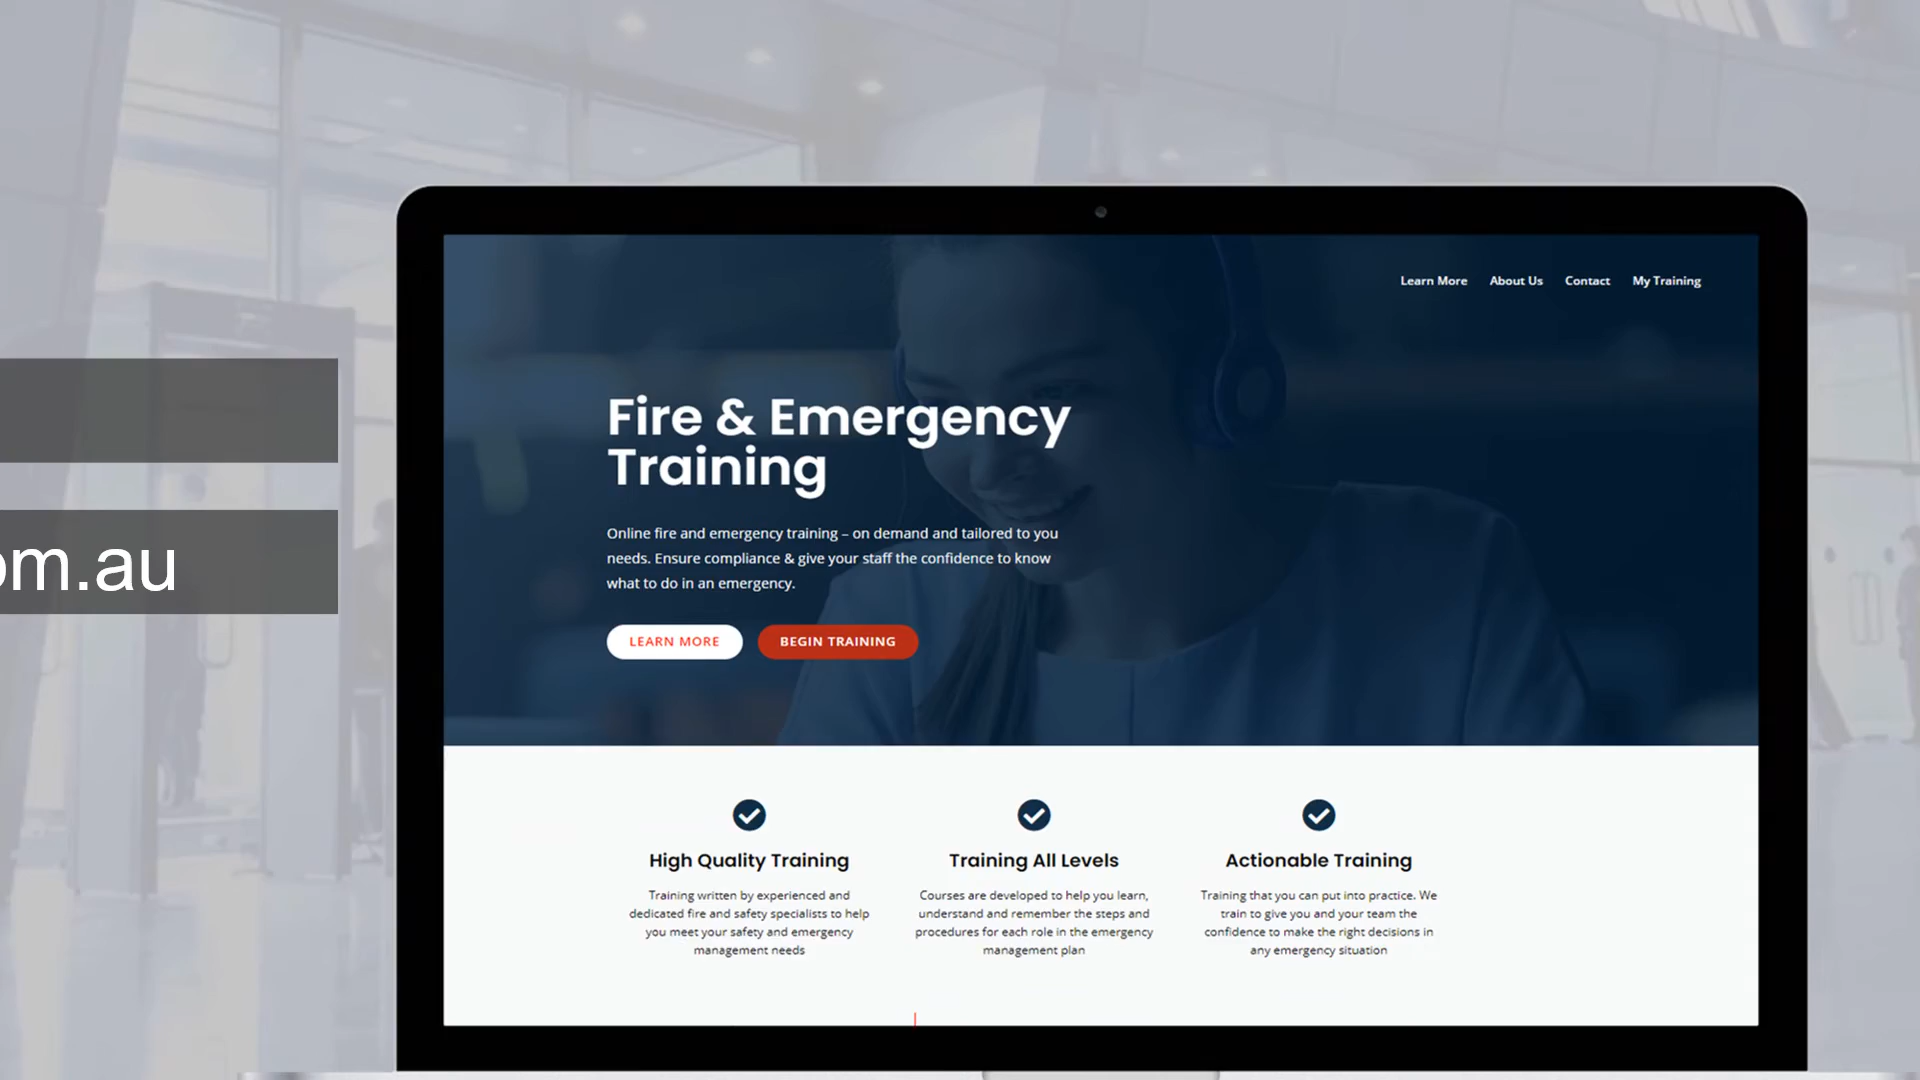 Learn More About Us Contact My Training
Fire & Emergency
Training
Online fire and emergency training – on demand and tailored to you
needs. Ensure compliance & give your staff the confidence to know
what to do in an emergency.
LEARN MORE BEGIN TRAINING
om.au
High Quality Training
Training written by experienced and
dedicated fire and safety specialists to help
you meet your safety and emergency
management needs
Training All Levels
Courses are developed to help you learn,
understand and remember the steps and
procedures for each role in the emergency
management plan
Actionable Training
Training that you can put into practice. We
train to give you and your team the
confidence to make the right decisions in
any emergency situation